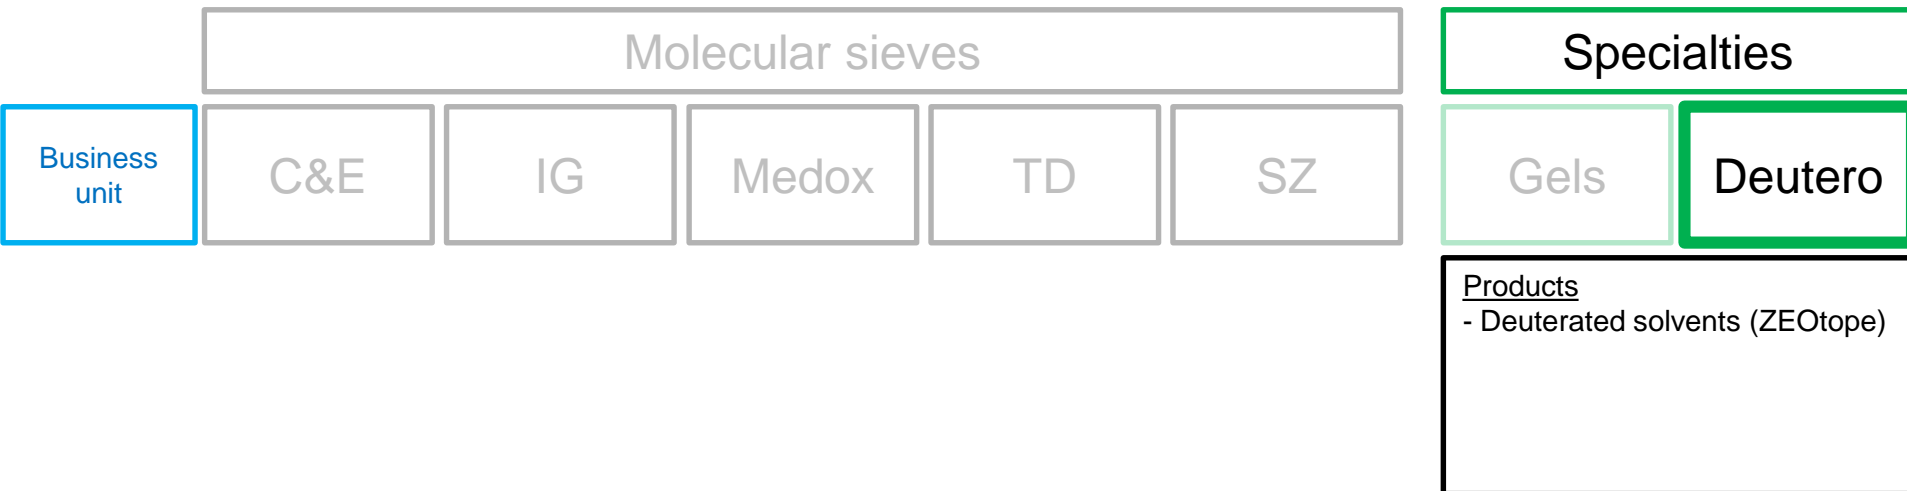 Molecular sieves
Specialties
Business
unit
C&E
IG
Medox
TD
SZ
Gels
Deutero
Products
- Deuterated solvents (ZEOtope)